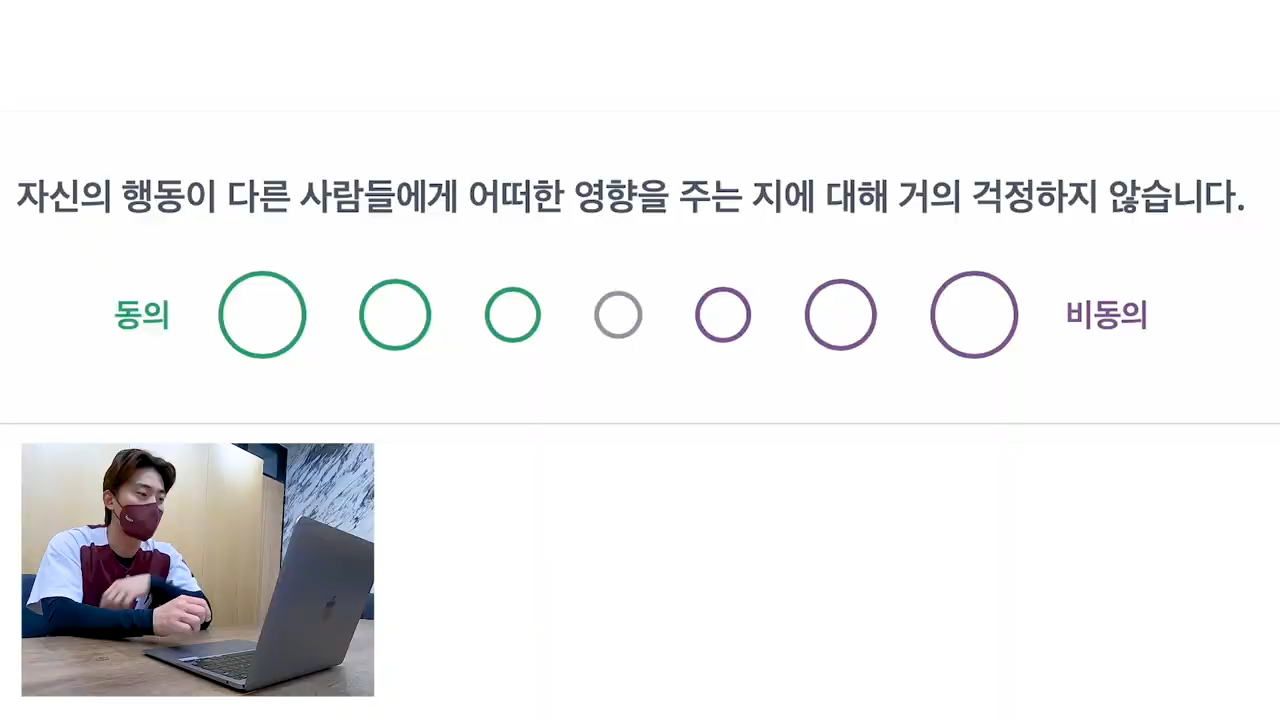 자신의 행동이 다른 사람들에게 어떠한 영향을 주는 지에 대해 거의 걱정하지 않습니다.
동의 비동의